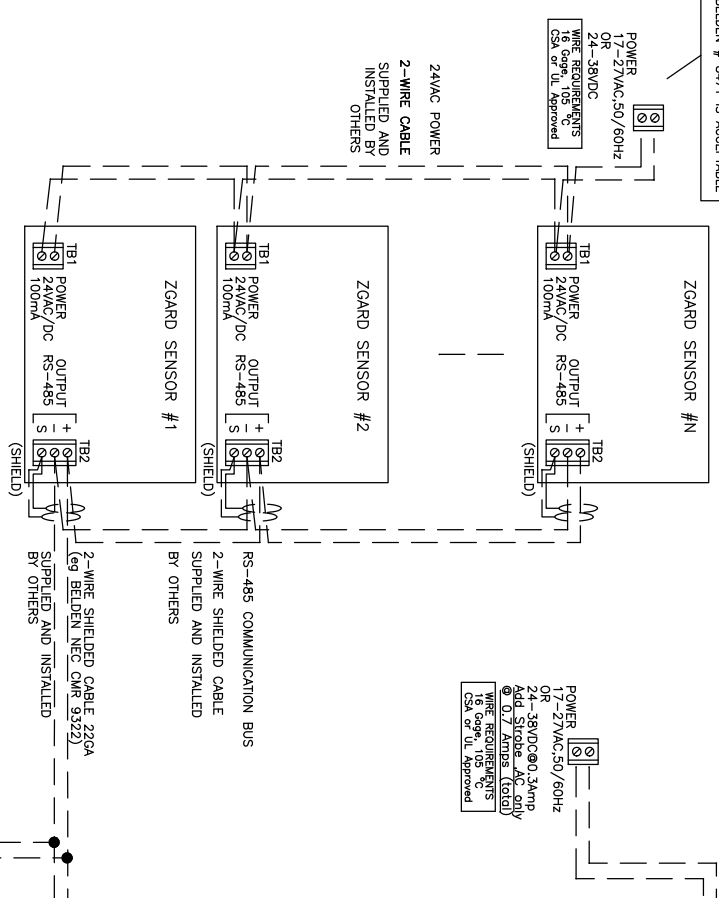 BELDEN # 8471 IS ACCEPTABLE
POWER
17-27VAC,50/60Hz
OR
24-38VDC
WIRE REQUIREMENTS
16 Gage, 105 °C
CSA or UL Approved
24VAC POWER
2-WIRE CABLE
SUPPLIED AND
INSTALLED BY
OTHERS
ZGARD SENSOR #N
TB1
POWER
24VAC/DC
100mA
OUTPUT
RS-485
+
-
S
TB2
(SHIELD)
ZGARD SENSOR #2
TB1
POWER
24VAC/DC
100mA
OUTPUT
RS-485
+
-
S
TB2
(SHIELD)
ZGARD SENSOR #1
TB1
POWER
24VAC/DC
100mA
OUTPUT
RS-485
+
-
S
TB2
(SHIELD)
RS-485 COMMUNICATION BUS
2-WIRE SHIELDED CABLE
SUPPLIED AND INSTALLED
BY OTHERS
2-WIRE SHIELDED CABLE 22GA
(eg BELDEN NEC CMR 9322)
SUPPLIED AND INSTALLED
BY OTHERS
POWER
17-27VAC,50/60Hz
OR
24-38VDC@0.3Amp
Add Strobe ,AC only
@ 0.7 Amps (total)
WIRE REQUIREMENTS
16 Gage, 105 °C
CSA or UL Approved